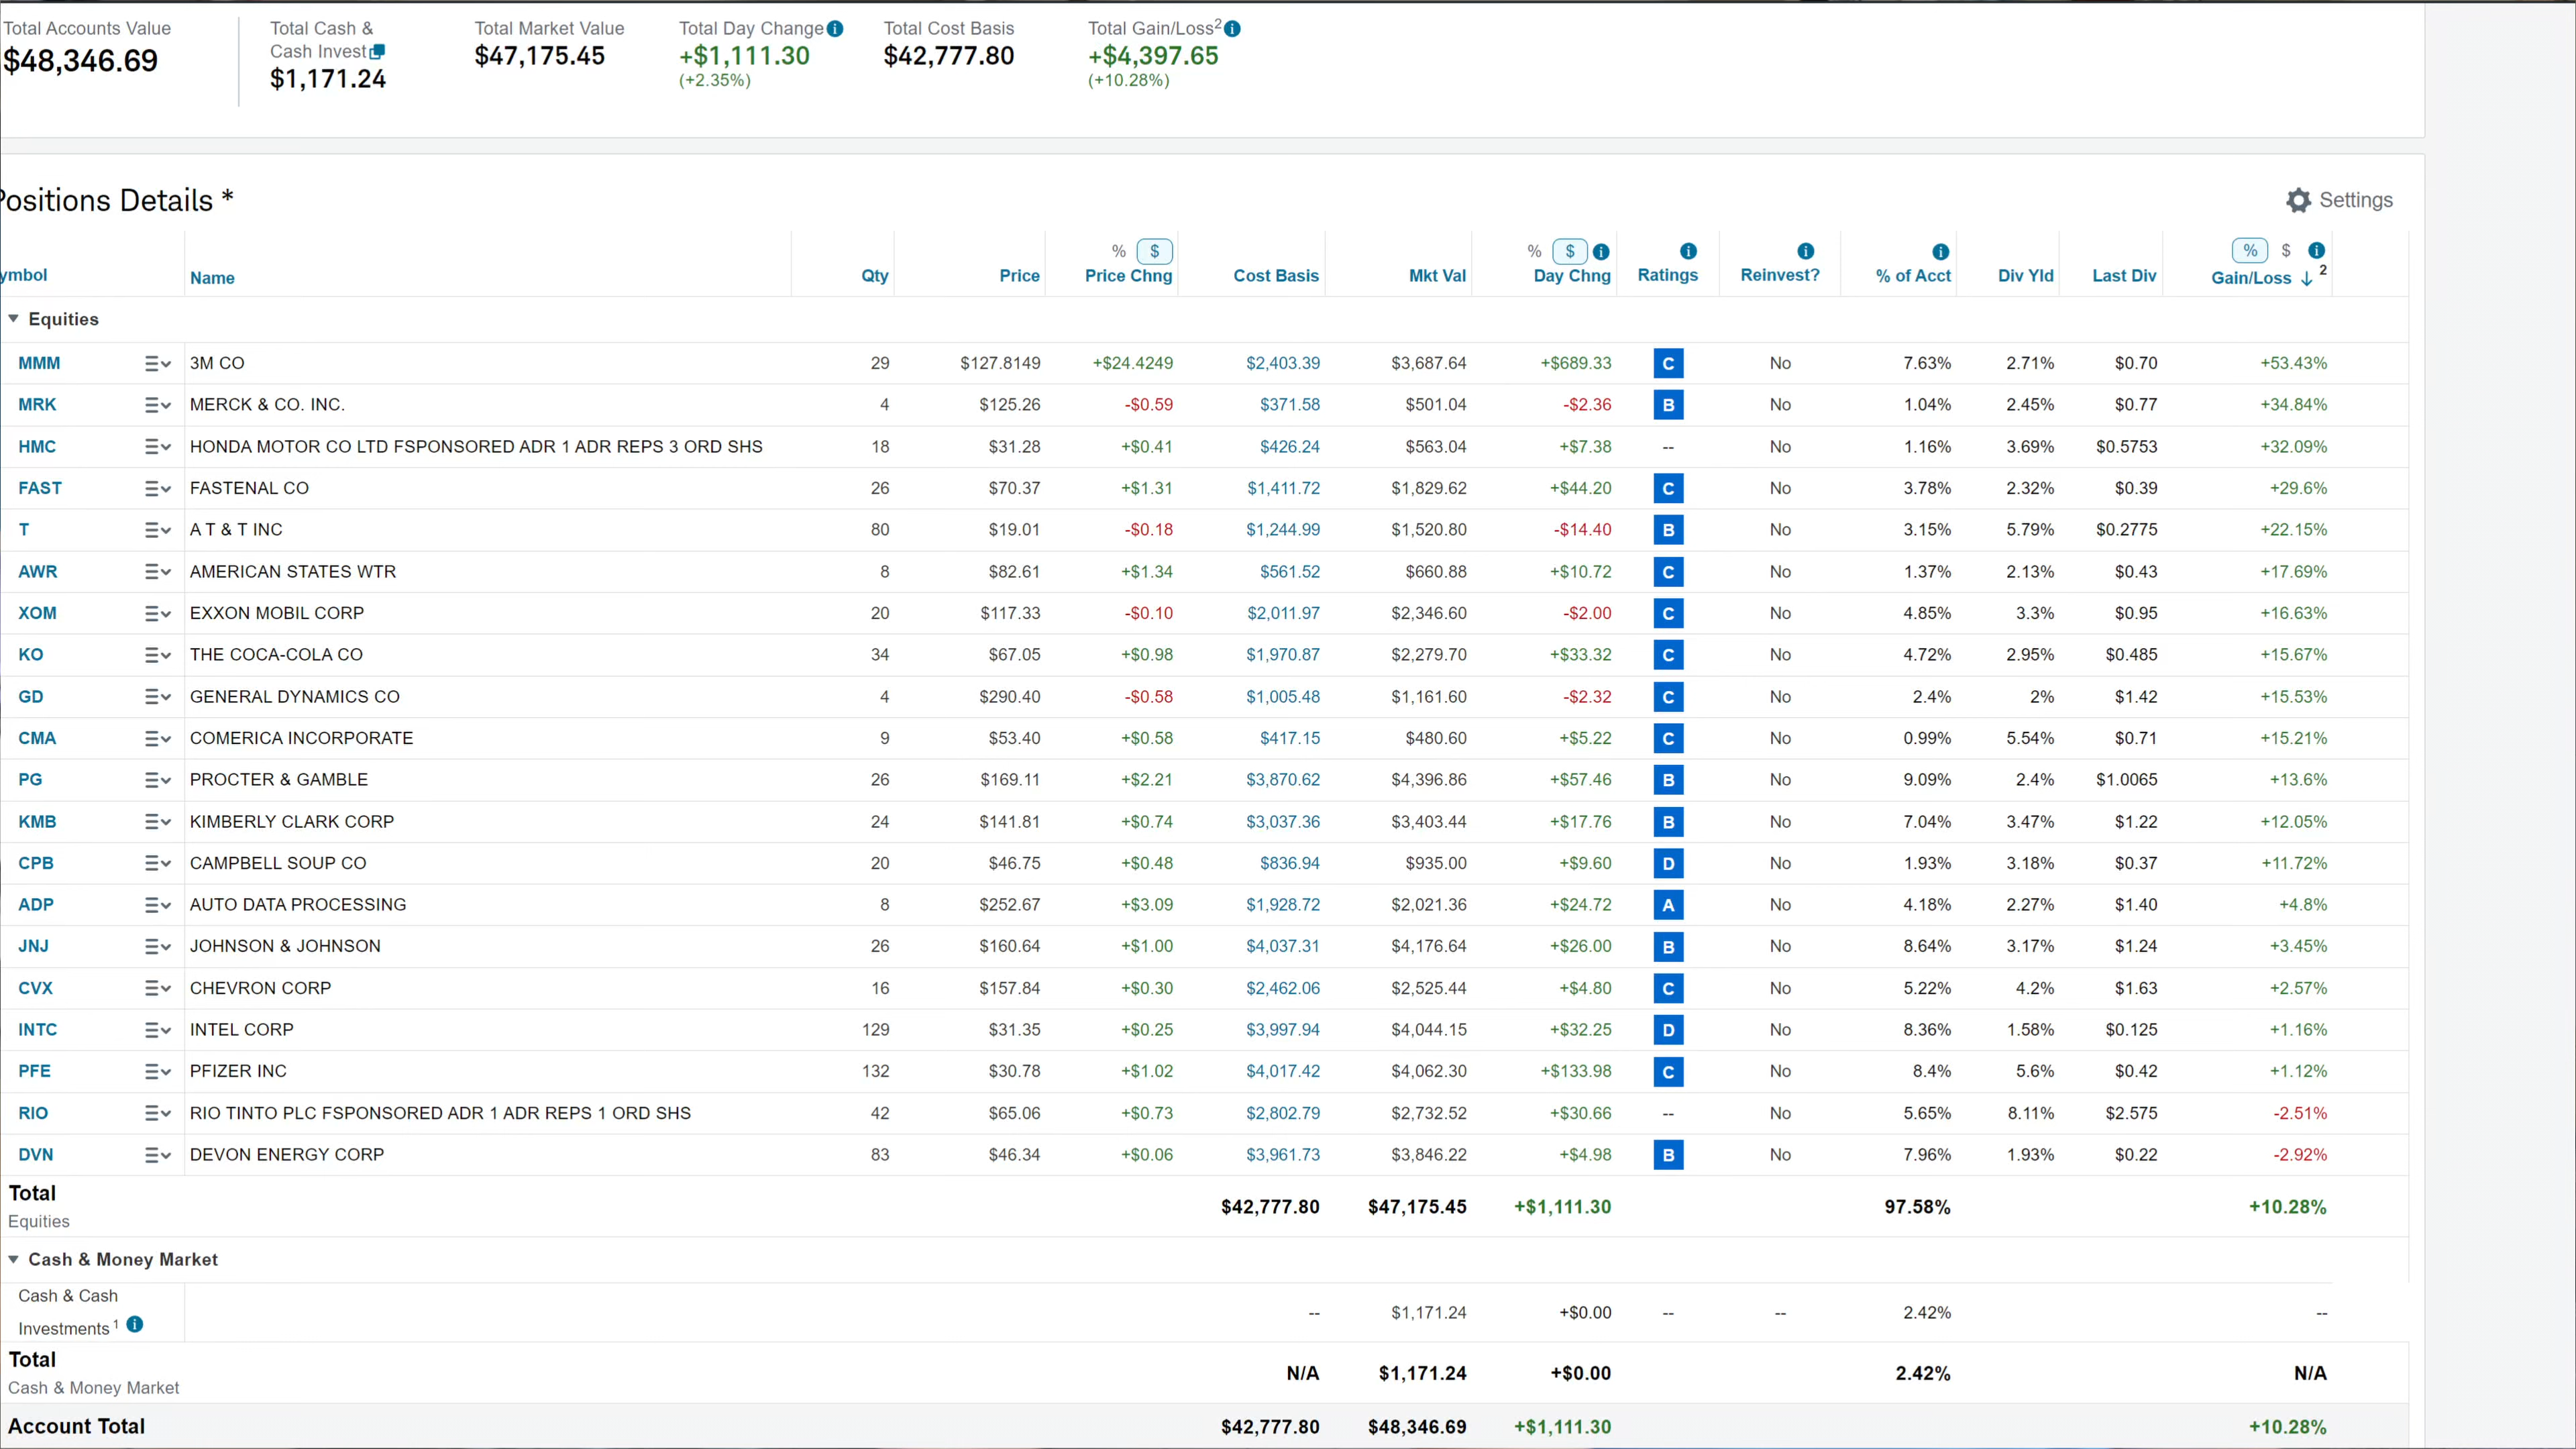 Total Accounts Value
$48,346.69
Total Cash &
Cash Invest
$1,171.24
Total Market Value
$47,175.45
Total Day Change
+$1,111.30
(+2.35%)
Total Cost Basis
$42,777.80
Total Gain/Loss2
+$4,397.65
(+10.28%)
Positions Details *
Settings
% $ % $ % $
ymbol Name Qty Price Price Chng Cost Basis Mkt Val Day Chng Ratings Reinvest? % of Acct Div Yld Last Div Gain/Loss ↓ 2
Equities
MMM 3M CO 29 $127.8149 +$24.4249 $2,403.39 $3,687.64 +$689.33 C No 7.63% 2.71% $0.70 +53.43%
MRK MERCK & CO. INC. 4 $125.26 -$0.59 $371.58 $501.04 -$2.36 B No 1.04% 2.45% $0.77 +34.84%
HMC HONDA MOTOR CO LTD FSPONSORED ADR 1 ADR REPS 3 ORD SHS 18 $31.28 +$0.41 $426.24 $563.04 +$7.38 -- No 1.16% 3.69% $0.5753 +32.09%
FAST FASTENAL CO 26 $70.37 +$1.31 $1,411.72 $1,829.62 +$44.20 C No 3.78% 2.32% $0.39 +29.6%
T A T & T INC 80 $19.01 -$0.18 $1,244.99 $1,520.80 -$14.40 B No 3.15% 5.79% $0.2775 +22.15%
AWR AMERICAN STATES WTR 8 $82.61 +$1.34 $561.52 $660.88 +$10.72 C No 1.37% 2.13% $0.43 +17.69%
XOM EXXON MOBIL CORP 20 $117.33 -$0.10 $2,011.97 $2,346.60 -$2.00 C No 4.85% 3.3% $0.95 +16.63%
KO THE COCA-COLA CO 34 $67.05 +$0.98 $1,970.87 $2,279.70 +$33.32 C No 4.72% 2.95% $0.485 +15.67%
GD GENERAL DYNAMICS CO 4 $290.40 -$0.58 $1,005.48 $1,161.60 -$2.32 C No 2.4% 2% $1.42 +15.53%
CMA COMERICA INCORPORATE 9 $53.40 +$0.58 $417.15 $480.60 +$5.22 C No 0.99% 5.54% $0.71 +15.21%
PG PROCTER & GAMBLE 26 $169.11 +$2.21 $3,870.62 $4,396.86 +$57.46 B No 9.09% 2.4% $1.0065 +13.6%
KMB KIMBERLY CLARK CORP 24 $141.81 +$0.74 $3,037.36 $3,403.44 +$17.76 B No 7.04% 3.47% $1.22 +12.05%
CPB CAMPBELL SOUP CO 20 $46.75 +$0.48 $836.94 $935.00 +$9.60 D No 1.93% 3.18% $0.37 +11.72%
ADP AUTO DATA PROCESSING 8 $252.67 +$3.09 $1,928.72 $2,021.36 +$24.72 A No 4.18% 2.27% $1.40 +4.8%
JNJ JOHNSON & JOHNSON 26 $160.64 +$1.00 $4,037.31 $4,176.64 +$26.00 B No 8.64% 3.17% $1.24 +3.45%
CVX CHEVRON CORP 16 $157.84 +$0.30 $2,462.06 $2,525.44 +$4.80 C No 5.22% 4.2% $1.63 +2.57%
INTC INTEL CORP 129 $31.35 +$0.25 $3,997.94 $4,044.15 +$32.25 D No 8.36% 1.58% $0.125 +1.16%
PFE PFIZER INC 132 $30.78 +$1.02 $4,017.42 $4,062.30 +$133.98 C No 8.4% 5.6% $0.42 +1.12%
RIO RIO TINTO PLC FSPONSORED ADR 1 ADR REPS 1 ORD SHS 42 $65.06 +$0.73 $2,802.79 $2,732.52 +$30.66 -- No 5.65% 8.11% $2.575 -2.51%
DVN DEVON ENERGY CORP 83 $46.34 +$0.06 $3,961.73 $3,846.22 +$4.98 B No 7.96% 1.93% $0.22 -2.92%
Total
Equities $42,777.80 $47,175.45 +$1,111.30 97.58% +10.28%
Cash & Money Market
Cash & Cash
Investments 1 -- $1,171.24 +$0.00 -- -- 2.42% --
Total
Cash & Money Market N/A $1,171.24 +$0.00 2.42% N/A
Account Total $42,777.80 $48,346.69 +$1,111.30 +10.28%